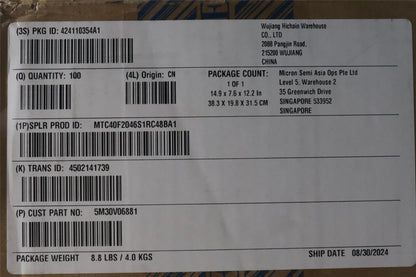 (3S) PKG ID: 424110354A1
Wujiang Hichain Warehouse
CO., LTD
2088 Pangjin Road,
215200 WUJIANG
CHINA
(Q) QUANTITY: 100
(4L) Origin: CN
PACKAGE COUNT:
1 OF 1
14.9 x 7.6 x 12.2 In
38.3 X 19.8 X 31.5 CM
Micron Semi Asia Ops Pte Ltd
Level 5, Warehouse 2
35 Greenwich Drive
SINGAPORE 533952
SINGAPORE
(1P)SPLR PROD ID: MTC40F2046S1RC48BA1
(K) TRANS ID: 4502141739
(P) CUST PART NO: 5M30V06881
PACKAGE WEIGHT 8.8 LBS / 4.0 KGS
SHIP DATE 08/30/2024